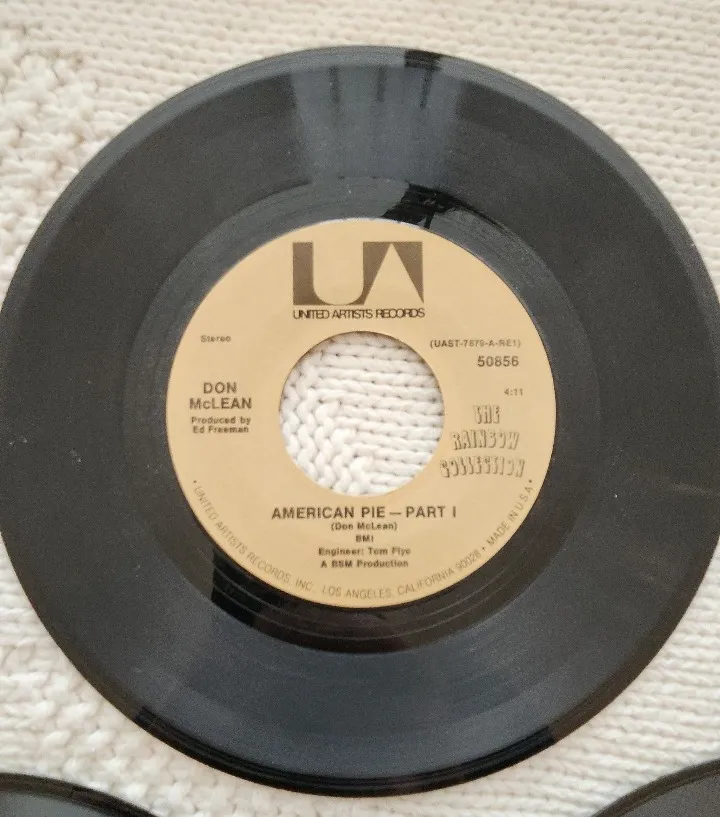 UA
UNITED ARTISTS RECORDS
Stereo
(UAST-7879-A-RE1)
50856
4:11
DON
McLEAN
Produced by
Ed Freeman
THE
RAINBOW
COLLECTION
AMERICAN PIE — PART I
(Don McLean)
BMI
Engineer: Tom Flye
A BSM Production
• UNITED ARTISTS RECORDS, INC., LOS ANGELES, CALIFORNIA 90028 • MADE IN U.S.A •